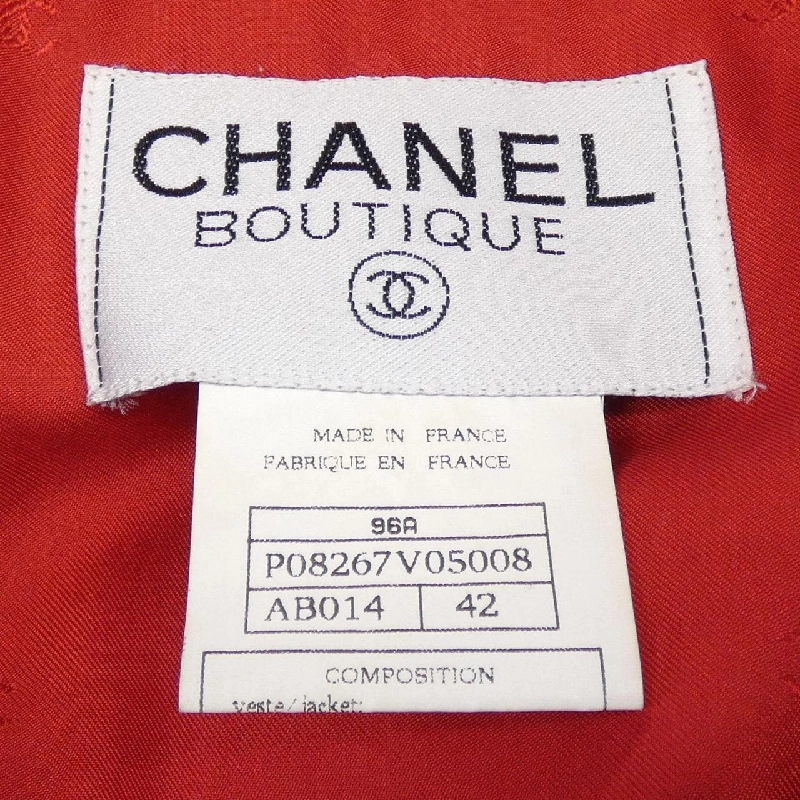 CHANEL
BOUTIQUE
MADE IN FRANCE
FABRIQUE EN FRANCE
96A
P08267V05008
AB014 42
COMPOSITION
veste/jacket: